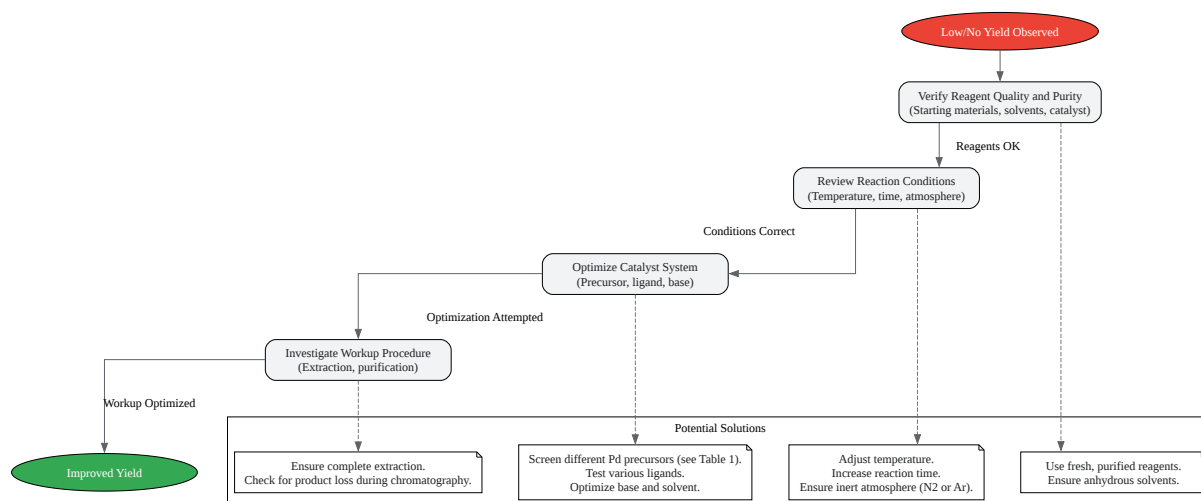 Low/No Yield Observed
Verify Reagent Quality and Purity
(Starting materials, solvents, catalyst)
Reagents OK
Review Reaction Conditions
(Temperature, time, atmosphere)
Conditions Correct
Optimize Catalyst System
(Precursor, ligand, base)
Optimization Attempted
Investigate Workup Procedure
(Extraction, purification)
Workup Optimized
Potential Solutions
Improved Yield
Ensure complete extraction.
Check for product loss during chromatography.
Screen different Pd precursors (see Table 1).
Test various ligands.
Optimize base and solvent.
Adjust temperature.
Increase reaction time.
Ensure inert atmosphere (N2 or Ar).
Use fresh, purified reagents.
Ensure anhydrous solvents.